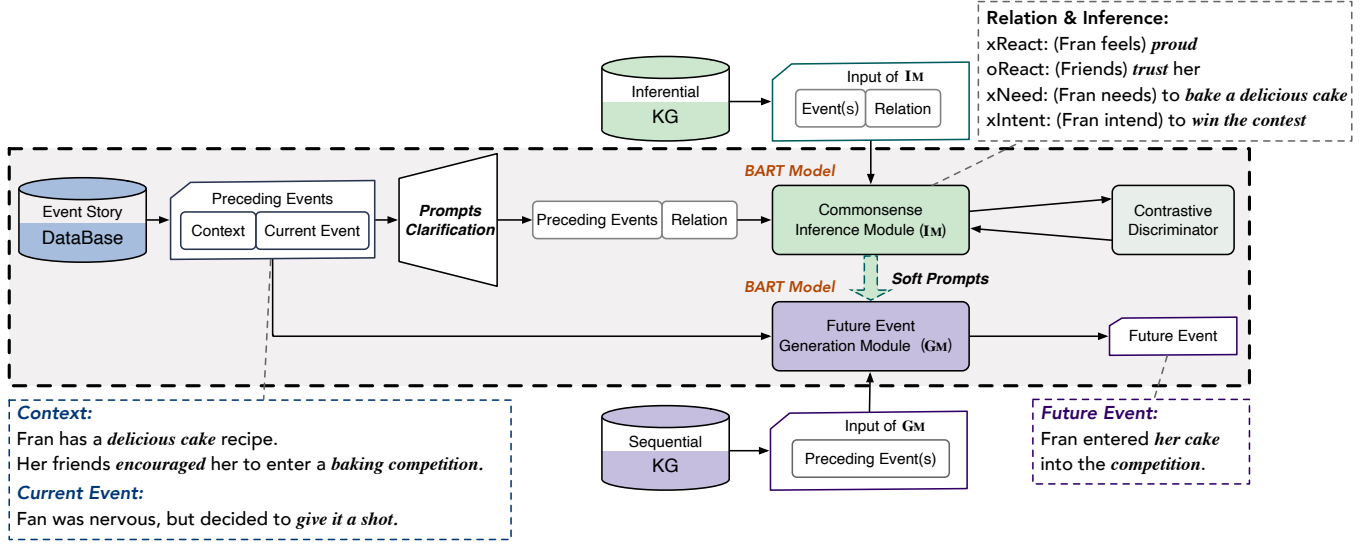 Relation & Inference:
xReact: (Fran feels) proud
oReact: (Friends) trust her
xNeed: (Fran needs) to bake a delicious cake
xIntent: (Fran intend) to win the contest
Inferential
KG
Input of IM
Event(s)
Relation
BART Model
Event Story
DataBase
Preceding Events
Context
Current Event
Prompts
Clarification
Preceding Events
Relation
Commonsense
Inference Module (IM)
Contrastive
Discriminator
Soft Prompts
BART Model
Future Event
Generation Module (GM)
Future Event
Context:
Fran has a delicious cake recipe.
Her friends encouraged her to enter a baking competition.
Current Event:
Fan was nervous, but decided to give it a shot.
Sequential
KG
Input of GM
Preceding Event(s)
Future Event:
Fran entered her cake
into the competition.